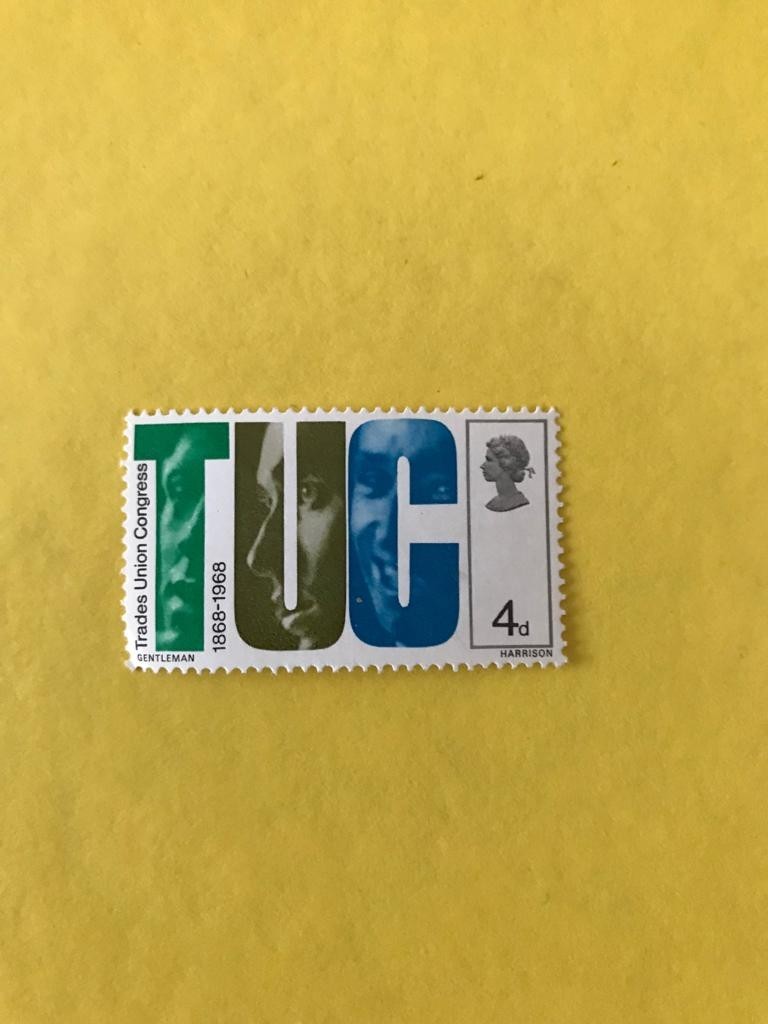 Trades Union Congress
TUC
1868-1968
4d
GENTLEMAN
HARRISON